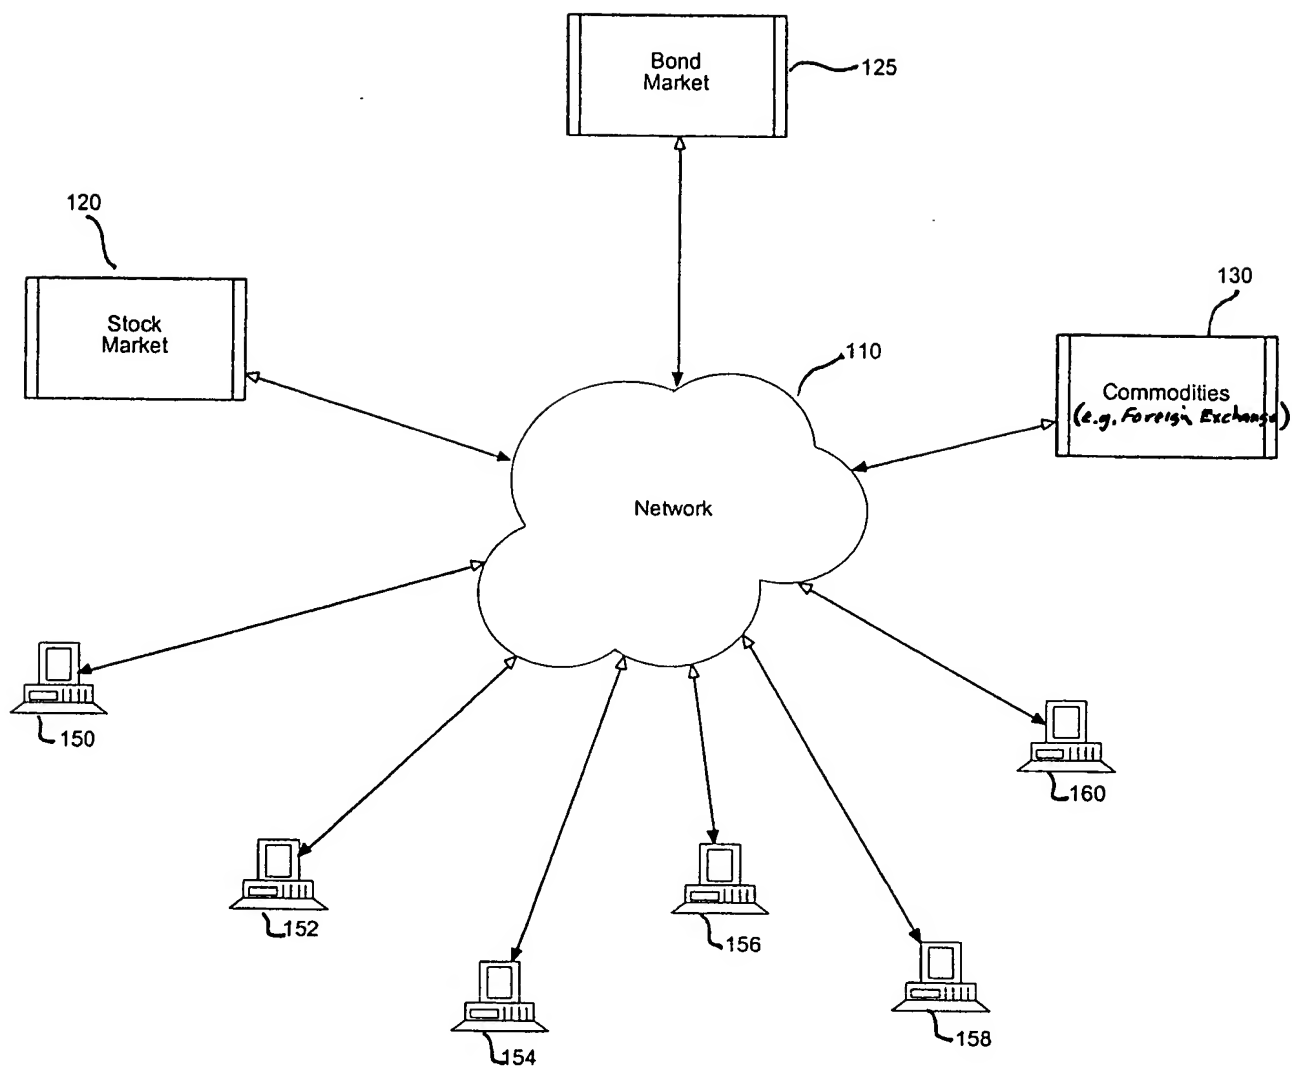 Bond
Market
125
120
Stock
Market
130
110
Commodities
(e.g. Foreign Exchange)
Network
150
160
152
156
154
158